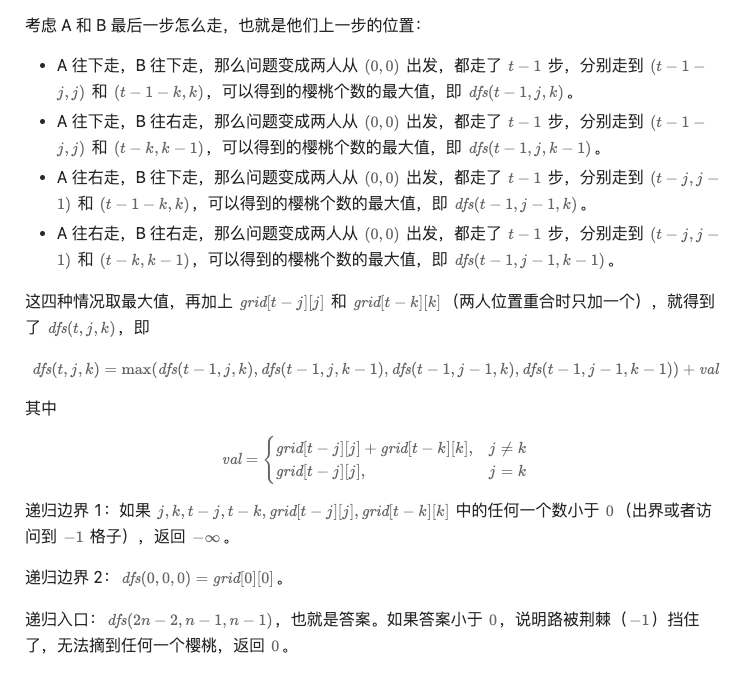 考虑 A 和 B 最后一步怎么走，也就是他们上一步的位置：
• A 往下走，B 往下走，那么问题变成两人从 (0, 0) 出发，都走了 t − 1 步，分别走到 (t − 1 −
j, j) 和 (t − 1 − k, k)，可以得到的樱桃个数的最大值，即 dfs(t − 1, j, k)。
• A 往下走，B 往右走，那么问题变成两人从 (0, 0) 出发，都走了 t − 1 步，分别走到 (t − 1 −
j, j) 和 (t − k, k − 1)，可以得到的樱桃个数的最大值，即 dfs(t − 1, j, k − 1)。
• A 往右走，B 往下走，那么问题变成两人从 (0, 0) 出发，都走了 t − 1 步，分别走到 (t − j, j −
1) 和 (t − 1 − k, k)，可以得到的樱桃个数的最大值，即 dfs(t − 1, j − 1, k)。
• A 往右走，B 往右走，那么问题变成两人从 (0, 0) 出发，都走了 t − 1 步，分别走到 (t − j, j −
1) 和 (t − k, k − 1)，可以得到的樱桃个数的最大值，即 dfs(t − 1, j − 1, k − 1)。
这四种情况取最大值，再加上 grid[t − j][j] 和 grid[t − k][k]（两人位置重合时只加一个），就得到
了 dfs(t, j, k)，即
dfs(t, j, k) = max(dfs(t − 1, j, k), dfs(t − 1, j, k − 1), dfs(t − 1, j − 1, k), dfs(t − 1, j − 1, k − 1)) + val
其中
val = { grid[t − j][j] + grid[t − k][k], j ≠ k
grid[t − j][j], j = k
递归边界 1：如果 j, k, t − j, t − k, grid[t − j][j], grid[t − k][k] 中的任何一个数小于 0（出界或者访
问到 −1 格子），返回 −∞。
递归边界 2：dfs(0, 0, 0) = grid[0][0]。
递归入口：dfs(2n − 2, n − 1, n − 1)，也就是答案。如果答案小于 0，说明路被荆棘（−1）挡住
了，无法摘到任何一个樱桃，返回 0。